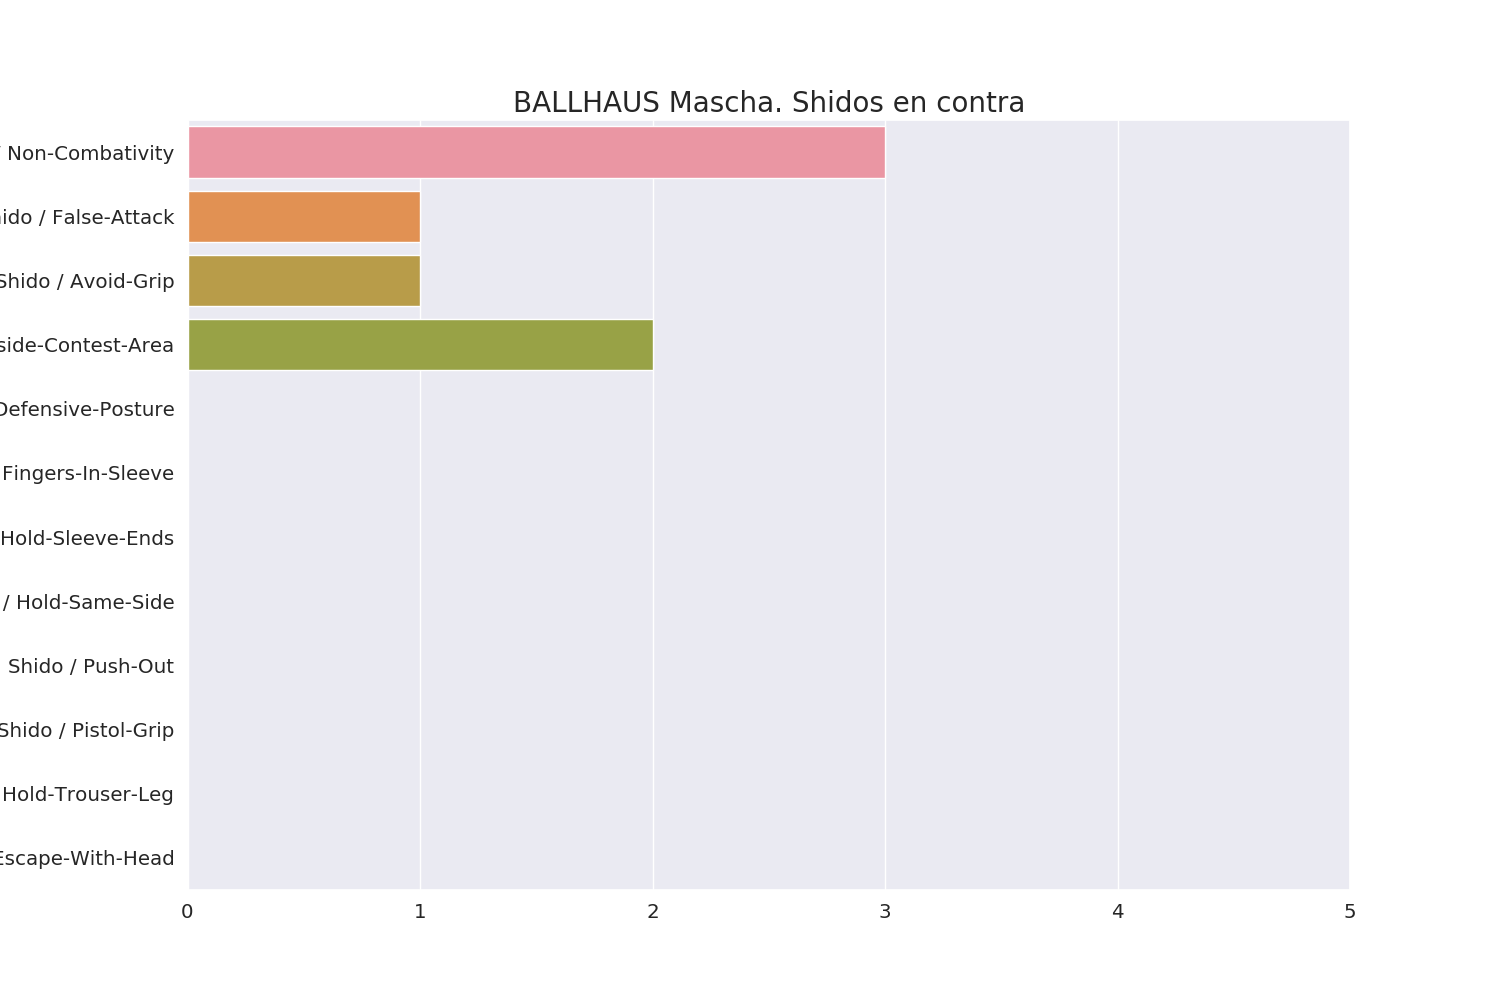 BALLHAUS Mascha. Shidos en contra
/ Non-Combativity
ido / False-Attack
Shido / Avoid-Grip
side-Contest-Area
Defensive-Posture
Fingers-In-Sleeve
Hold-Sleeve-Ends
/ Hold-Same-Side
Shido / Push-Out
Shido / Pistol-Grip
Hold-Trouser-Leg
Escape-With-Head
0 1 2 3 4 5